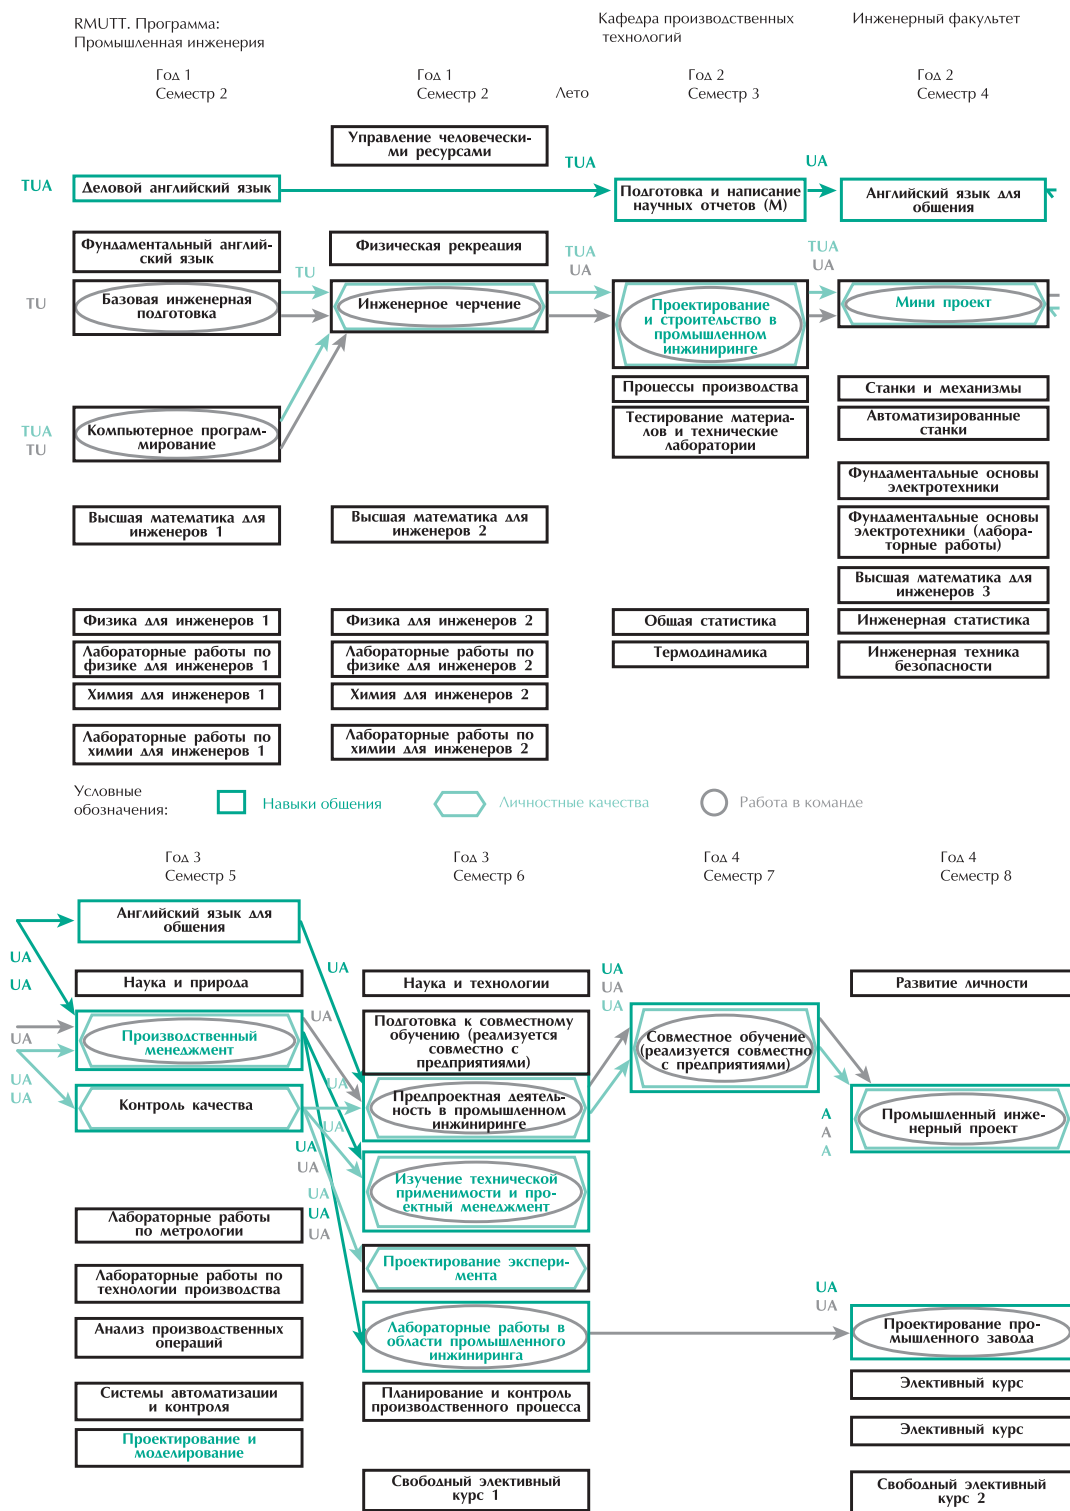 RMUTT. Программа:
Промышленная инженерия
Кафедра производственных
технологий
Инженерный факультет
Год 1
Семестр 2
Год 1
Семестр 2
Лето
Год 2
Семестр 3
Год 2
Семестр 4
Управление человечески-
ми ресурсами
TUA
Деловой английский язык
TUA
Подготовка и написание
научных отчетов (М)
UA
Английский язык для
общения
Фундаментальный англий-
ский язык
Физическая рекреация
TU
Базовая инженерная
подготовка
TU
Инженерное черчение
TUA
UA
Проектирование
и строительство в
промышленном
инжиниринге
TUA
UA
Мини проект
Процессы производства
Станки и механизмы
TUA
TU
Компьютерное програм-
мирование
Тестирование материа-
лов и технические
лаборатории
Автоматизированные
станки
Фундаментальные основы
электротехники
Высшая математика для
инженеров 1
Высшая математика для
инженеров 2
Фундаментальные основы
электротехники (лабора-
торные работы)
Высшая математика для
инженеров 3
Физика для инженеров 1
Физика для инженеров 2
Общая статистика
Инженерная статистика
Лабораторные работы по
физике для инженеров 1
Лабораторные работы по
физике для инженеров 2
Термодинамика
Инженерная техника
безопасности
Химия для инженеров 1
Химия для инженеров 2
Лабораторные работы по
химии для инженеров 1
Лабораторные работы по
химии для инженеров 2
Условные
обозначения:
Навыки общения
Личностные качества
Работа в команде
Год 3
Семестр 5
Год 3
Семестр 6
Год 4
Семестр 7
Год 4
Семестр 8
Английский язык для
общения
UA
UA
UA
UA
UA
UA
Наука и природа
UA
Наука и технологии
UA
UA
UA
Развитие личности
Производственный
менеджмент
UA
Подготовка к совместному
обучению (реализуется
совместно с
предприятиями)
Совместное обучение
(реализуется совместно
с предприятиями)
Контроль качества
UA
UA
UA
UA
UA
UA
UA
Предпроектная деятель-
ность в промышленном
инжиниринге
A
A
A
Промышленный инже-
нерный проект
Изучение технической
применимости и про-
ектный менеджмент
Лабораторные работы
по метрологии
Проектирование экспери-
мента
Лабораторные работы по
технологии производства
UA
UA
Анализ производственных
операций
Лабораторные работы в
области промышленного
инжиниринга
Проектирование про-
мышленного завода
Системы автоматизации
и контроля
Планирование и контроль
производственного процесса
Элективный курс
Проектирование и
моделирование
Элективный курс
Свободный элективный
курс 1
Свободный элективный
курс 2